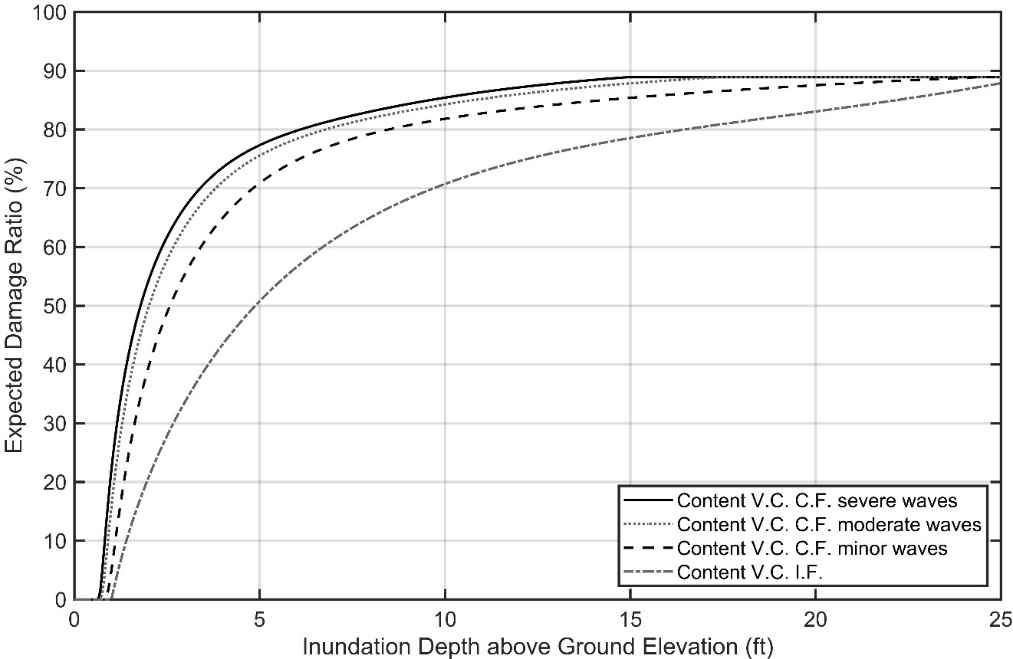 100
90
80
70
60
50
40
30
20
10
0
Expected Damage Ratio (%)
Content V.C. C.F. severe waves
Content V.C. C.F. moderate waves
Content V.C. C.F. minor waves
Content V.C. I.F.
0 5 10 15 20 25
Inundation Depth above Ground Elevation (ft)